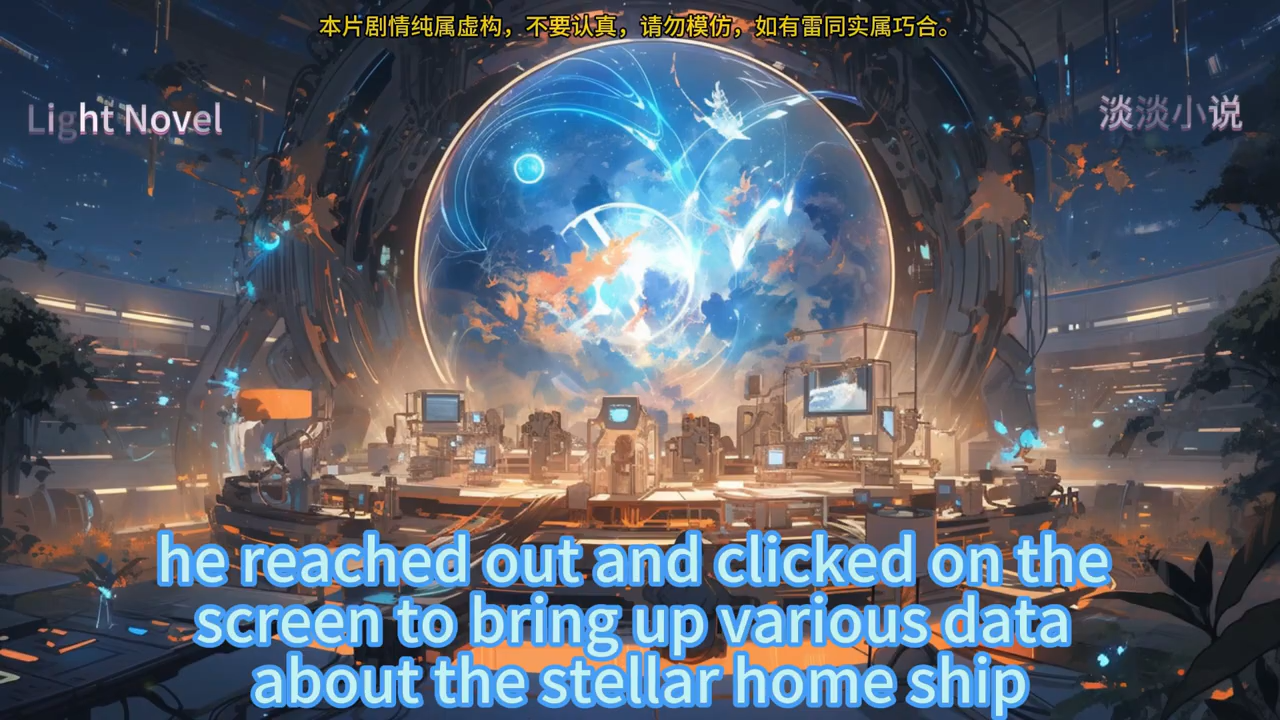 本片剧情纯属虚构，不要认真，请勿模仿，如有雷同实属巧合。
Light Novel
淡淡小说
he reached out and clicked on the
screen to bring up various data
about the stellar home ship